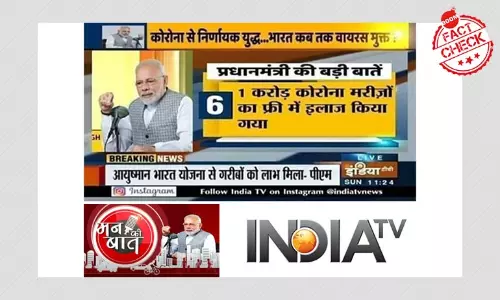 BOOM
FACT
CHECK
कोरोना से निर्णायक युद्ध...भारत कब तक वायरस मुक्त ?
प्रधानमंत्री की बड़ी बातें
6
1 करोड़ कोरोना मरीज़ों
का फ्री में इलाज किया
गया
BREAKING NEWS
LIVE
आयुष्मान भारत योजना से गरीबों को लाभ मिला- पीएम
इंडिया टीवी
SUN 11:24
Instagram
Follow India TV on Instagram @indiatvnews
मन
की
बात
INDIA TV